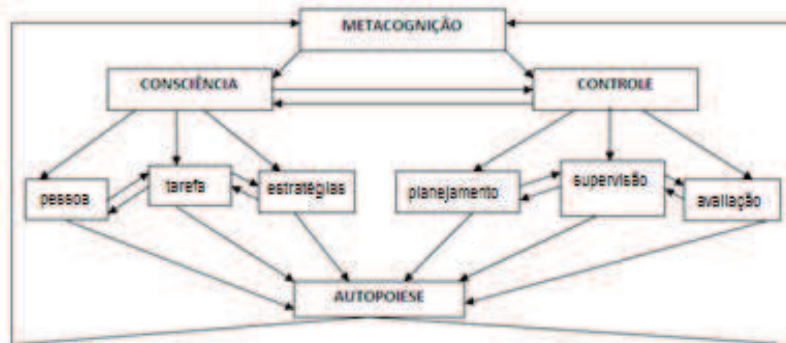 METACOGNIÇÃO
CONSCIÊNCIA
CONTROLE
pessoa
tarefa
estratégias
planejamento
supervisão
avaliação
AUTOPOIESE